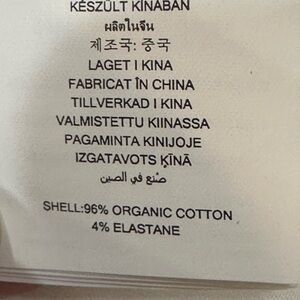 KÉSZÜLT KÍNÁBAN
ผลิตในจีน
제조국: 중국
LAGET I KINA
FABRICAT ÎN CHINA
TILLVERKAD I KINA
VALMISTETTU KIINASSA
PAGAMINTA KINIJOJE
IZGATAVOTS ĶĪNĀ
صُنع في الصين
SHELL:96% ORGANIC COTTON
4% ELASTANE